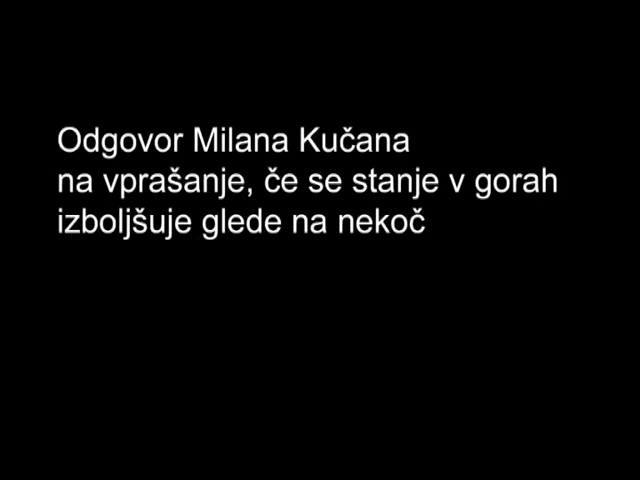 Odgovor Milana Kučana
na vprašanje, če se stanje v gorah
izboljšuje glede na nekoč